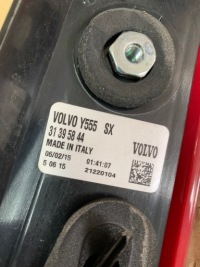 VOLVO Y555 SX
31 39 58 44
MADE IN ITALY
VOLVO
06/02/15 01:41:07
5 06 15 21220104